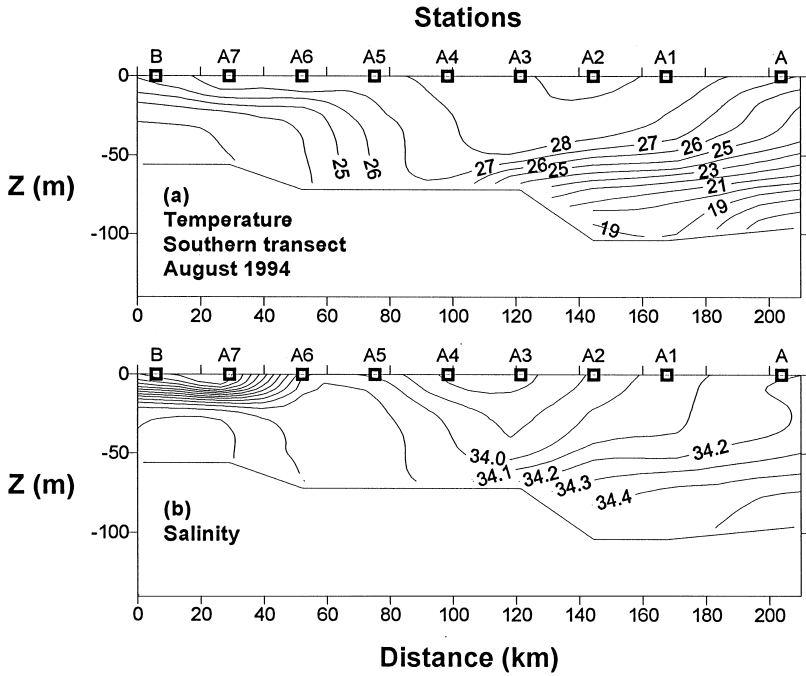 Stations
B A7 A6 A5 A4 A3 A2 A1 A
0
-50
-100
Z (m)
28 27 26 25
27 26 25 23
25 26 21
19
19
(a)
Temperature
Southern transect
August 1994
0 20 40 60 80 100 120 140 160 180 200
B A7 A6 A5 A4 A3 A2 A1 A
0
-50
-100
Z (m)
34.0 34.2
34.1 34.2 34.3
34.4
(b)
Salinity
0 20 40 60 80 100 120 140 160 180 200
Distance (km)